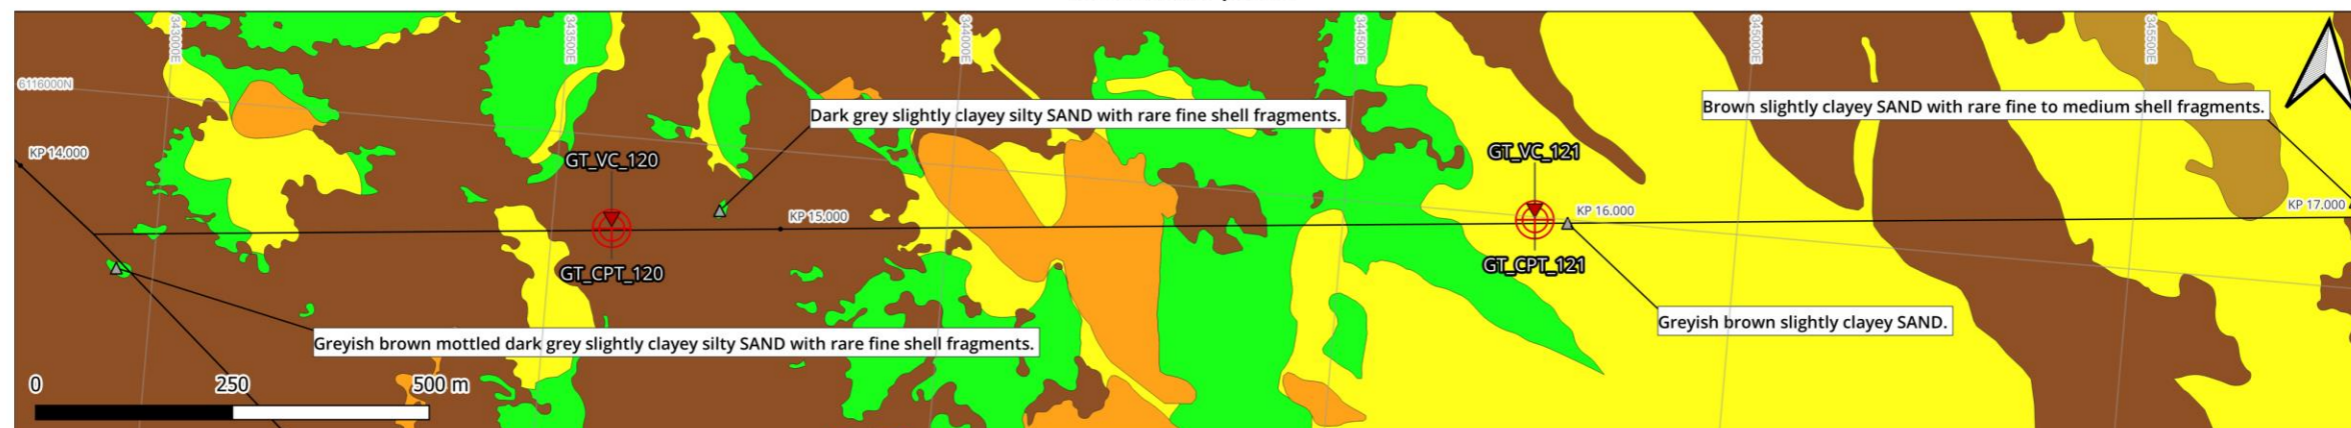 343000E
343500E
344000E
344500E
345000E
345500E
6116000N
Dark grey slightly clayey silty SAND with rare fine shell fragments.
Brown slightly clayey SAND with rare fine to medium shell fragments.
KP 14.000
GT_VC_120
GT_VC_121
KP 15.000
KP 16.000
KP 17.000
GT_CPT_120
GT_CPT_121
Greyish brown slightly clayey SAND.
Greyish brown mottled dark grey slightly clayey silty SAND with rare fine shell fragments.
0 250 500 m